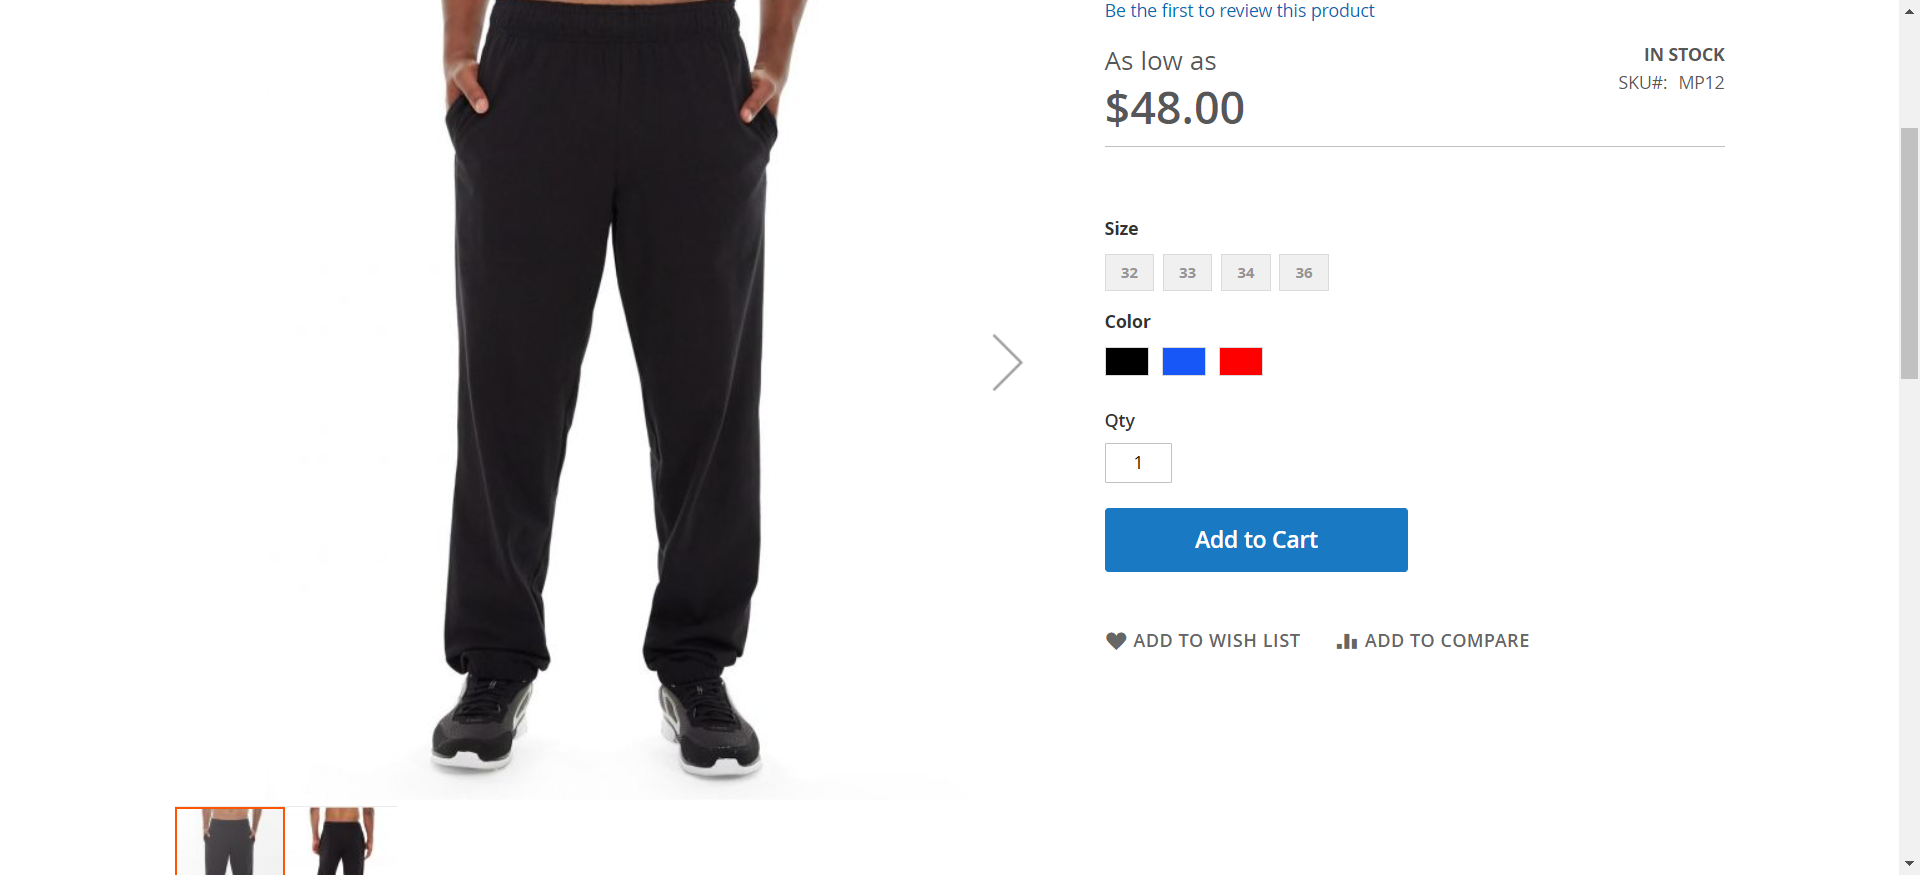 Be the first to review this product
As low as
$48.00
IN STOCK
SKU#: MP12
Size
32 33 34 36
Color
Qty
1
Add to Cart
ADD TO WISH LIST ADD TO COMPARE